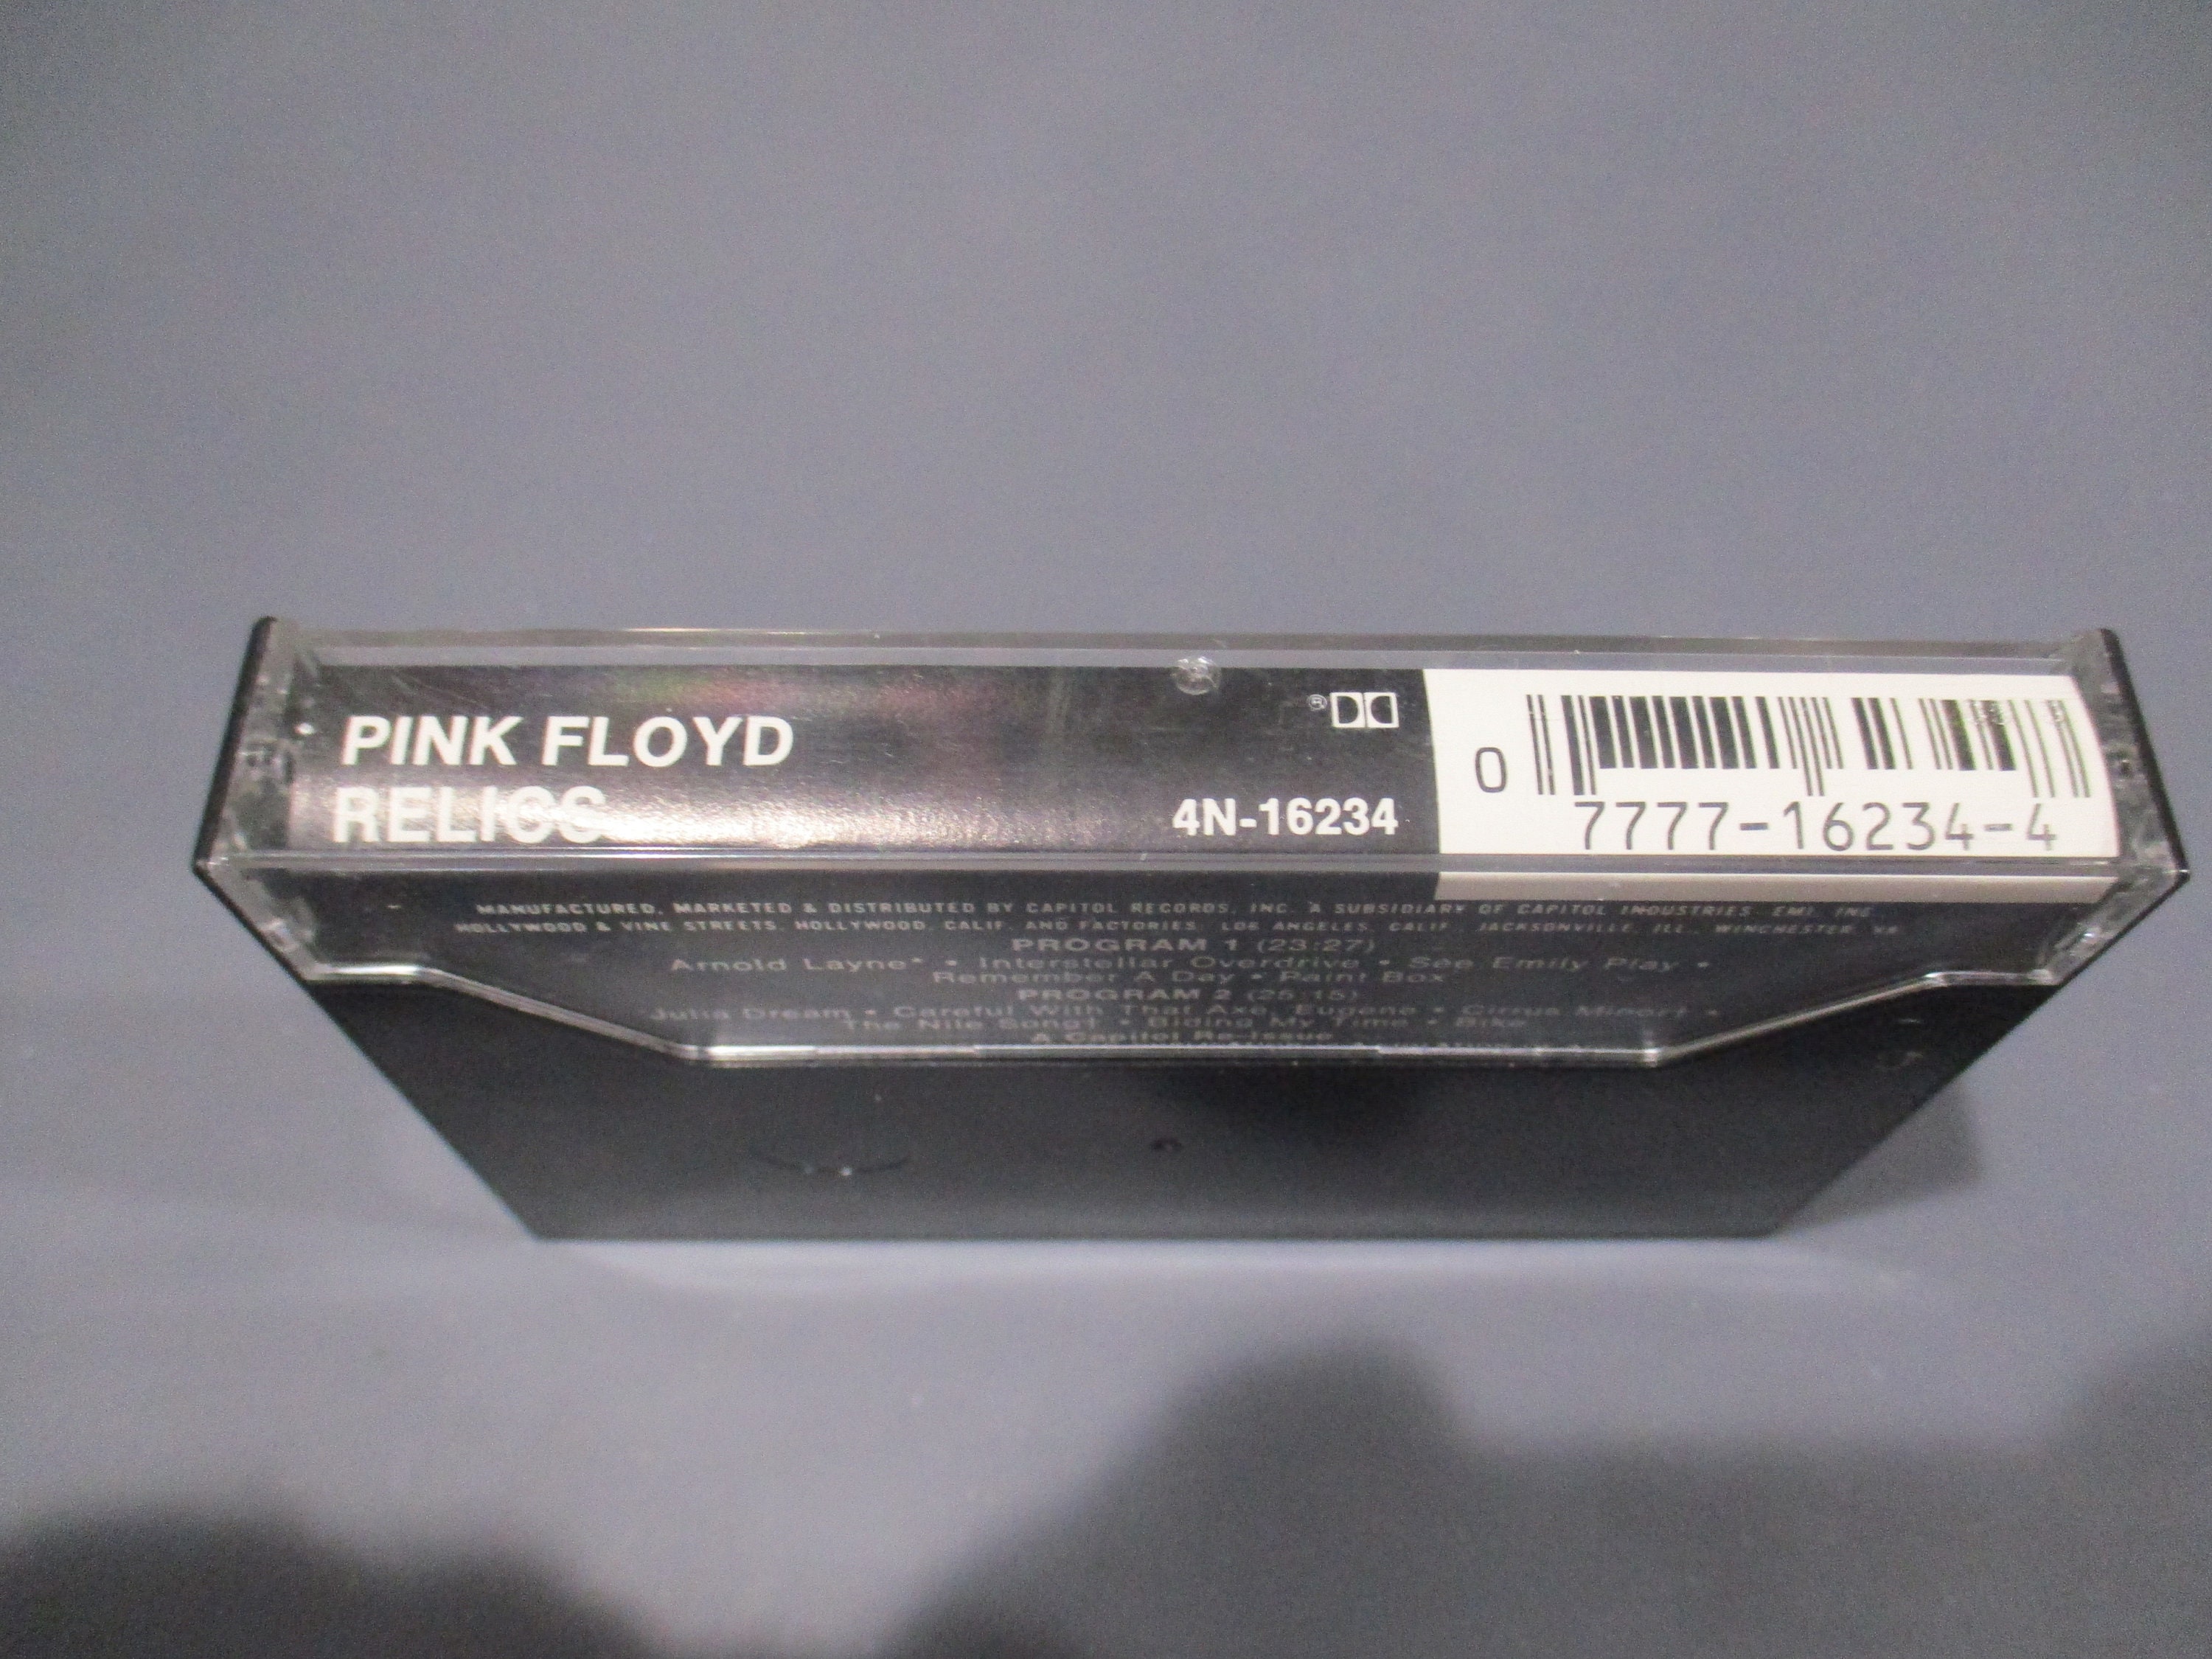 PINK FLOYD
RELICS
®
4N-16234
0
7777-16234-4
MANUFACTURED, MARKETED & DISTRIBUTED BY CAPITOL RECORDS, INC. A SUBSIDIARY OF CAPITOL INDUSTRIES EMI, INC.
HOLLYWOOD & VINE STREETS, HOLLYWOOD, CALIF. AND FACTORIES, LOS ANGELES, CALIF., JACKSONVILLE, ILL., WINCHESTER, VA.
PROGRAM 1 (23:27)
Arnold Layne* • Interstellar Overdrive • See Emily Play •
Remember A Day • Paint Box
PROGRAM 2 (25:15)
Julia Dream • Careful With That Axe, Eugene • Cirrus Minor† •
The Nile Song† • Biding My Time • Bike
A Capitol Re-Issue